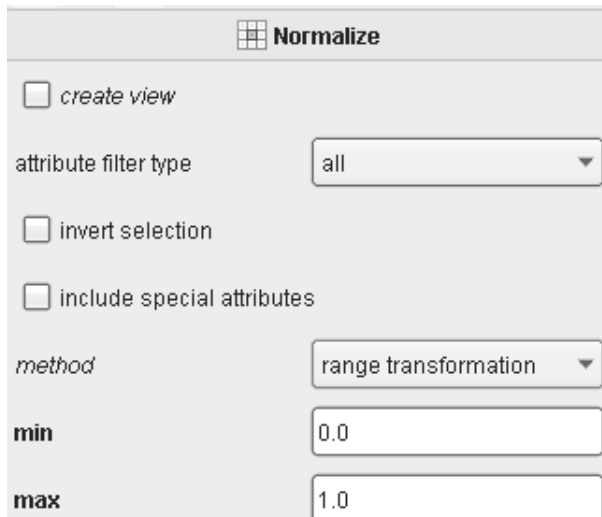 Normalize
create view
attribute filter type all
invert selection
include special attributes
method range transformation
min 0.0
max 1.0